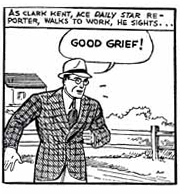 AS CLARK KENT, ACE DAILY STAR RE-
PORTER, WALKS TO WORK, HE SIGHTS...
GOOD GRIEF!